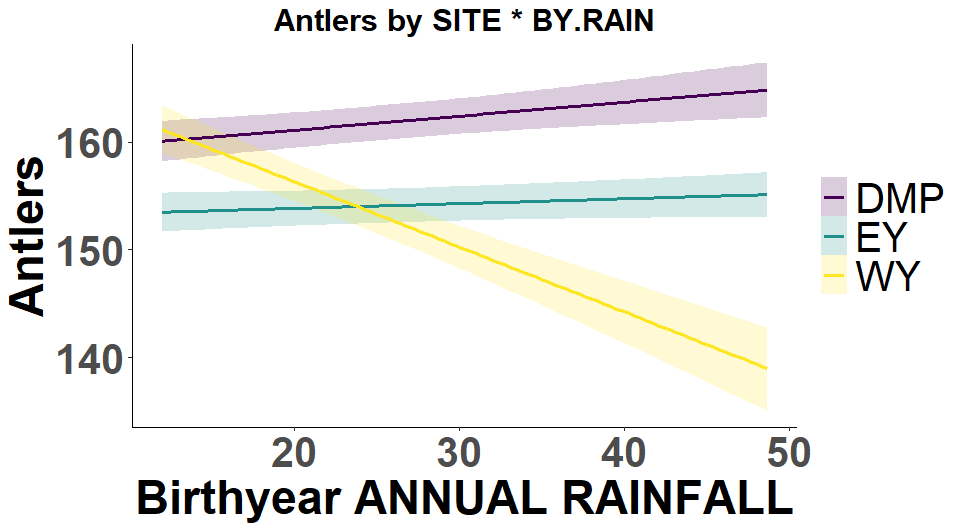 Antlers by SITE * BY.RAIN
Antlers
160
150
140
20
30
40
50
Birthyear ANNUAL RAINFALL
DMP
EY
WY